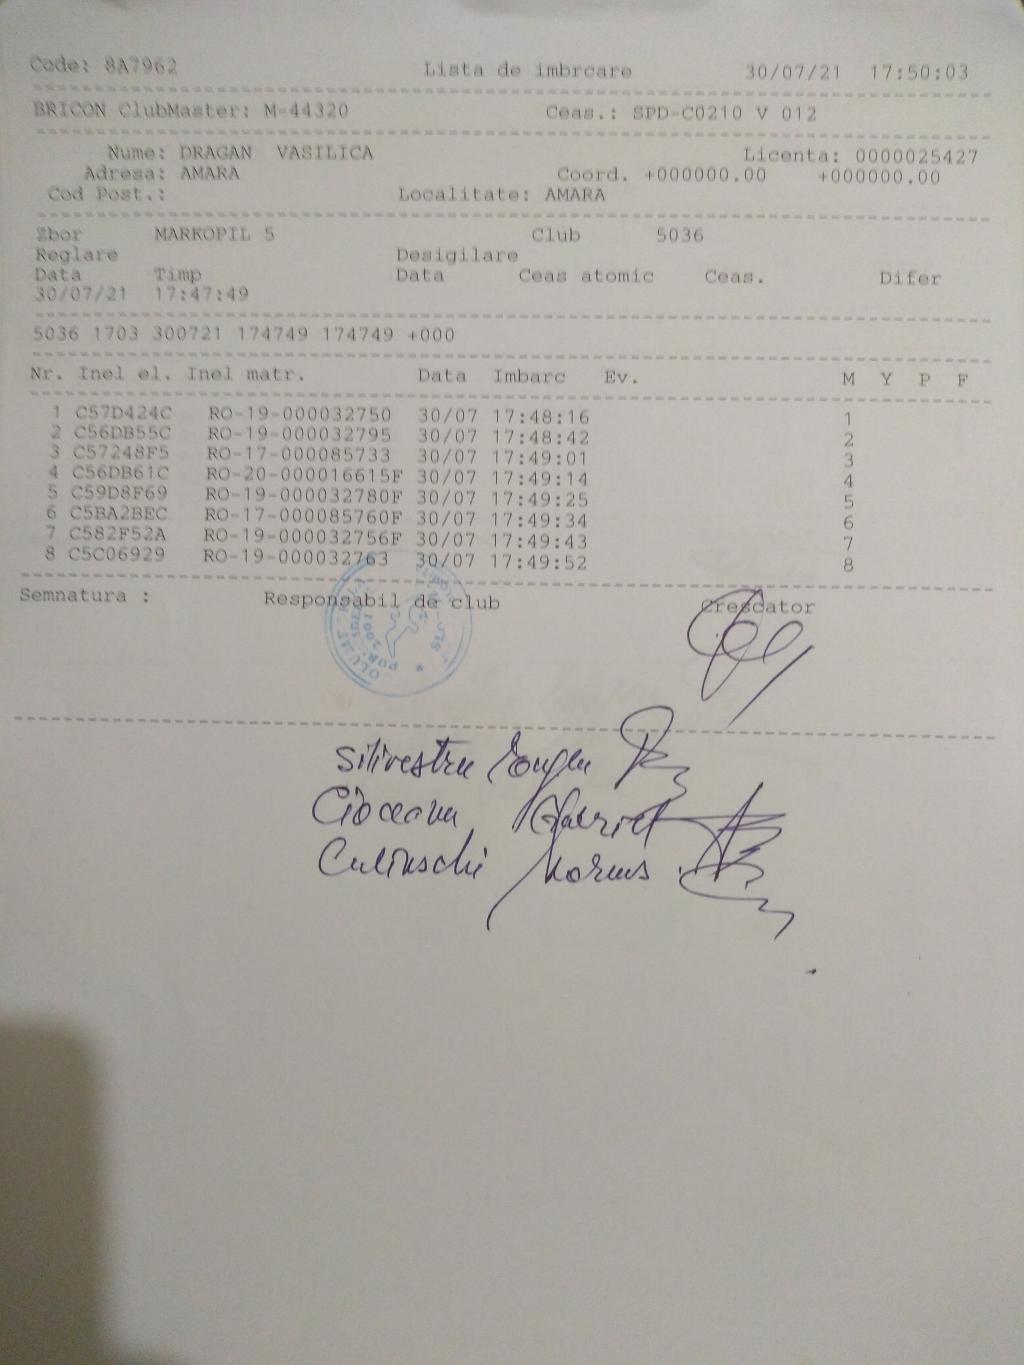 Code: 8A7962 Lista de imbrcare 30/07/21 17:50:03
BRICON ClubMaster: M-44320 Ceas.: SPD-C0210 V 012
Nume: DRAGAN VASILICA Licenta: 0000025427
Adresa: AMARA Coord. +000000.00 +000000.00
Cod Post.: Localitate: AMARA
Zbor MARKOPIL 5 Club 5036
Reglare Desigilare
Data Timp Data Ceas atomic Ceas. Difer
30/07/21 17:47:49
5036 1703 300721 174749 174749 +000
Nr. Inel el. Inel matr. Data Imbarc Ev. M Y P F
1 C57D424C RO-19-000032750 30/07 17:48:16 1
2 C56DB55C RO-19-000032795 30/07 17:48:42 2
3 C57248F5 RO-17-000085733 30/07 17:49:01 3
4 C56DB61C RO-20-000016615F 30/07 17:49:14 4
5 C59D8F69 RO-19-000032780F 30/07 17:49:25 5
6 C5BA2BEC RO-17-000085760F 30/07 17:49:34 6
7 C582F52A RO-19-000032756F 30/07 17:49:43 7
8 C5C06929 RO-19-000032763 30/07 17:49:52 8
Semnatura : Responsabil de club Crescator
Silivestru Eugen
Cioceanu Gabriel